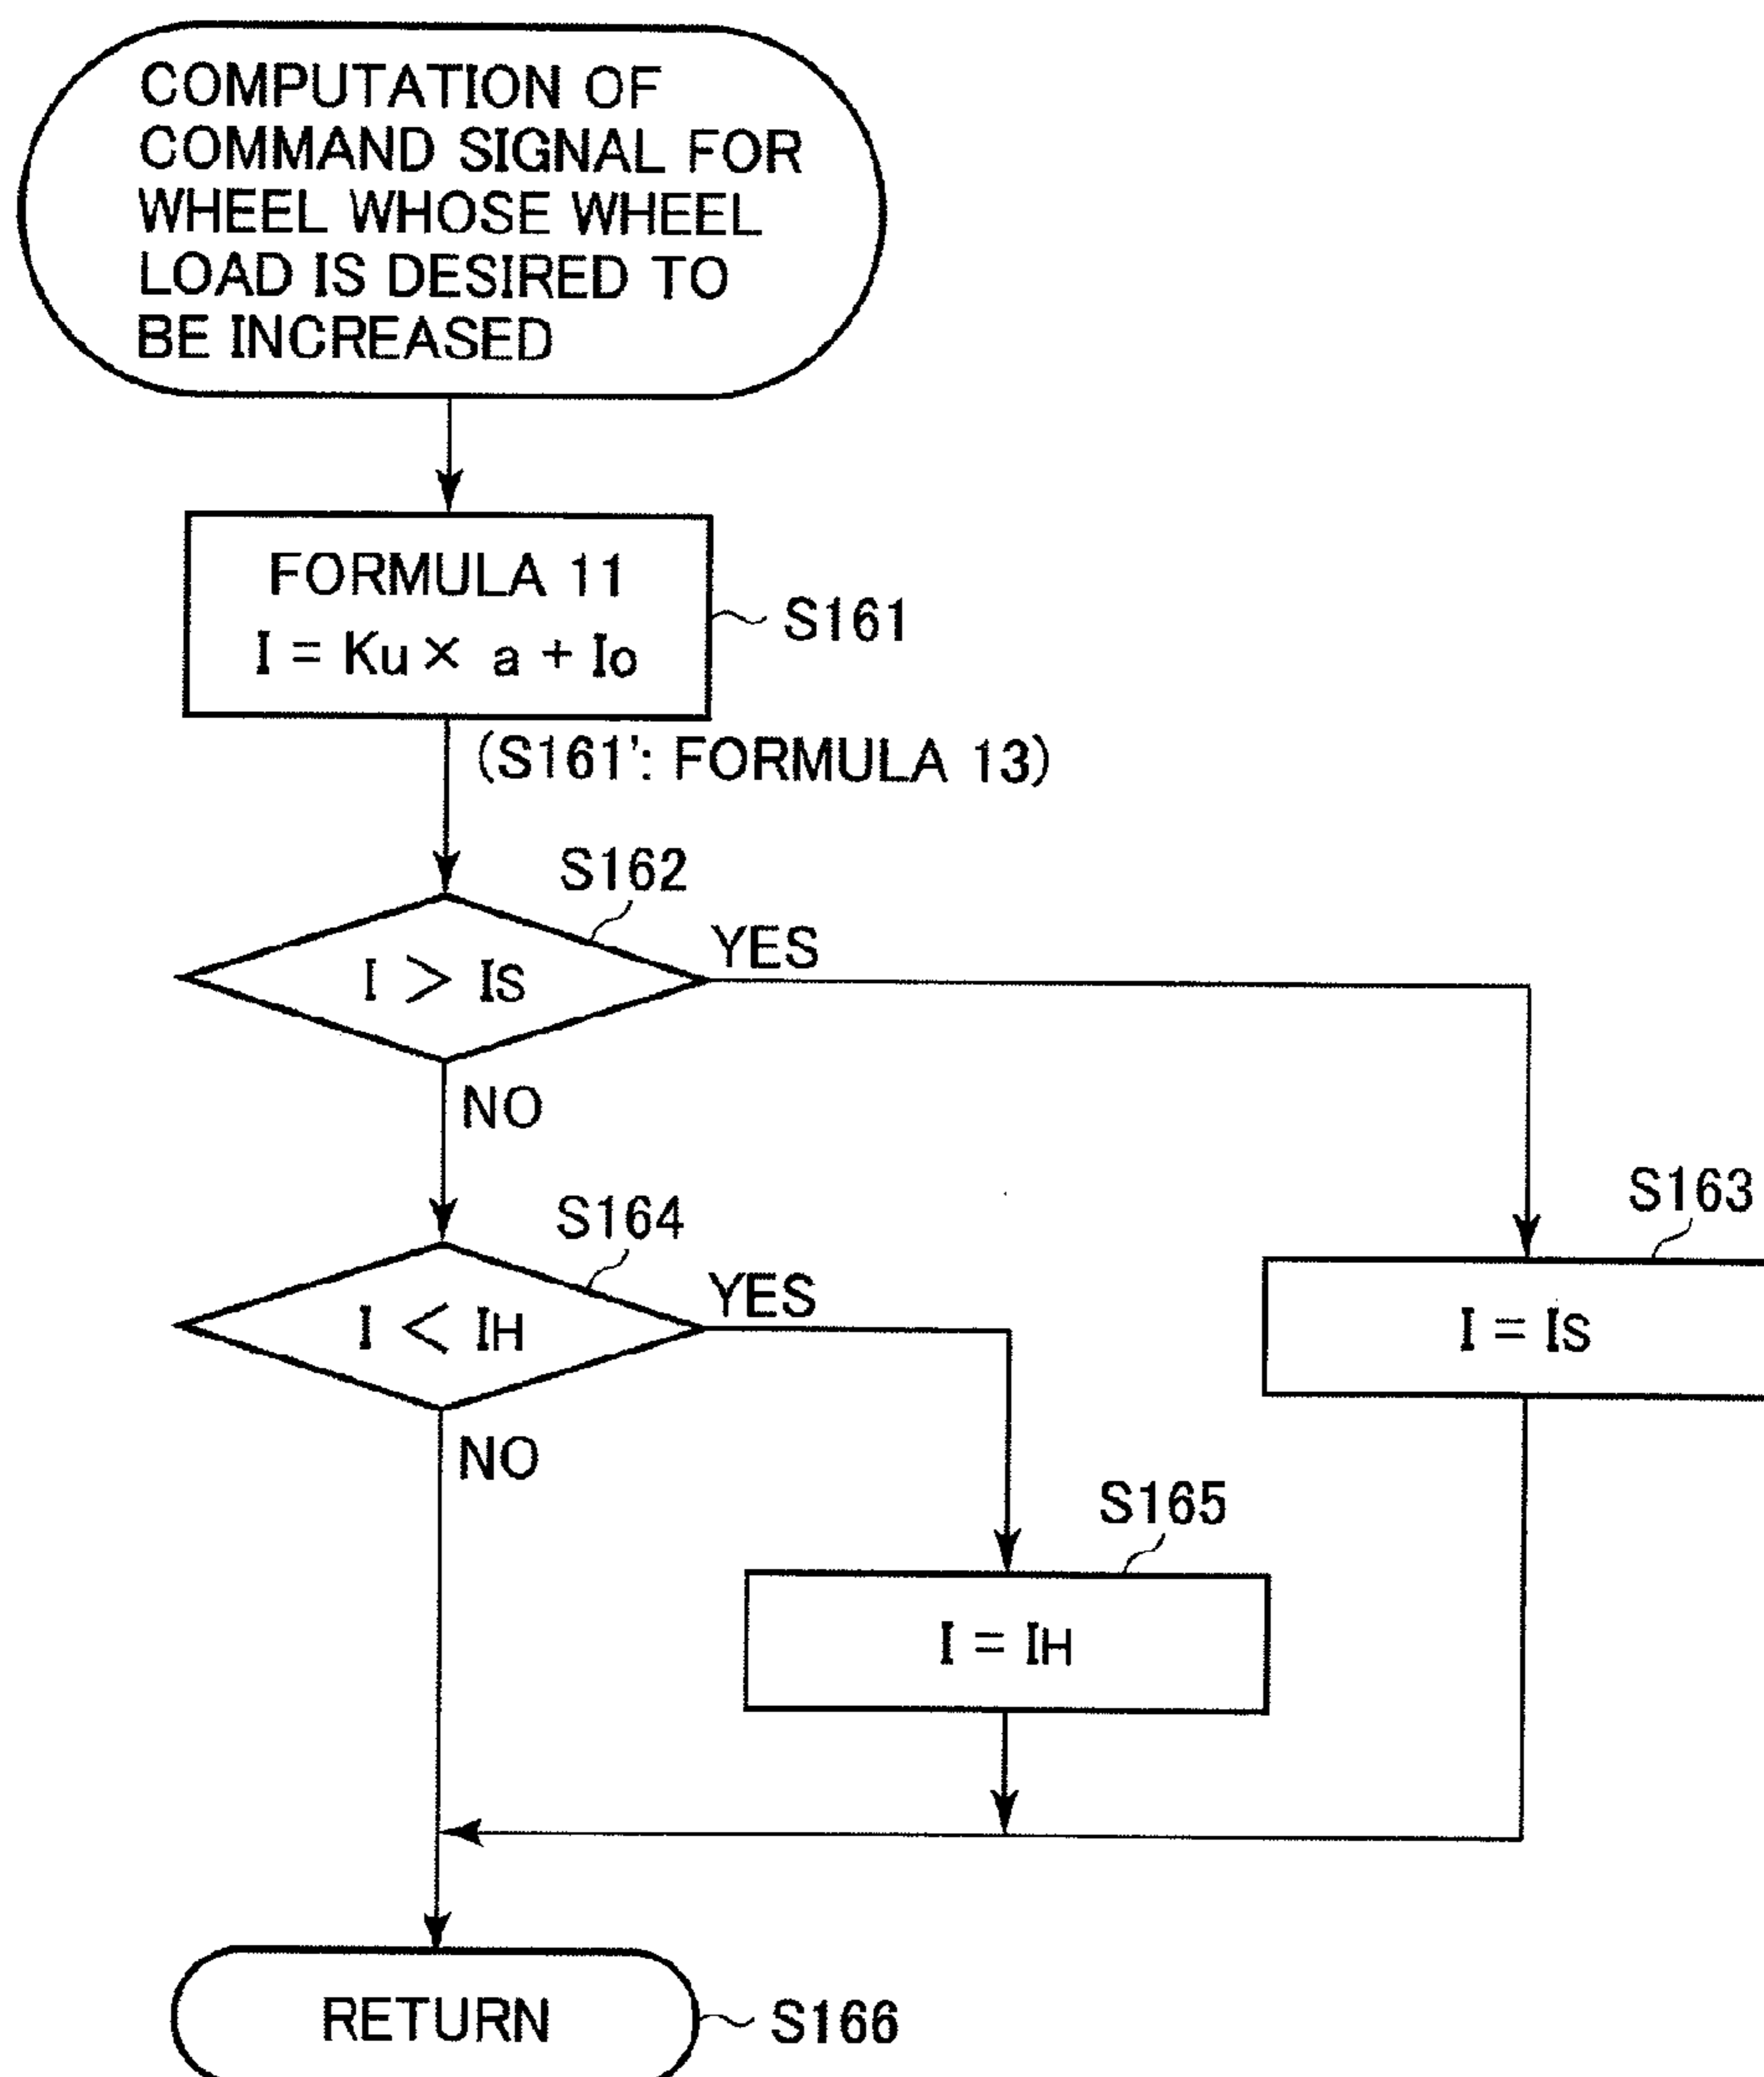 COMPUTATION OF
COMMAND SIGNAL FOR
WHEEL WHOSE WHEEL
LOAD IS DESIRED TO
BE INCREASED
FORMULA 11
I = Ku × a + Io
S161
(S161': FORMULA 13)
S162
I > IS
YES
NO
S163
I = IS
S164
I < IH
YES
NO
S165
I = IH
RETURN
S166